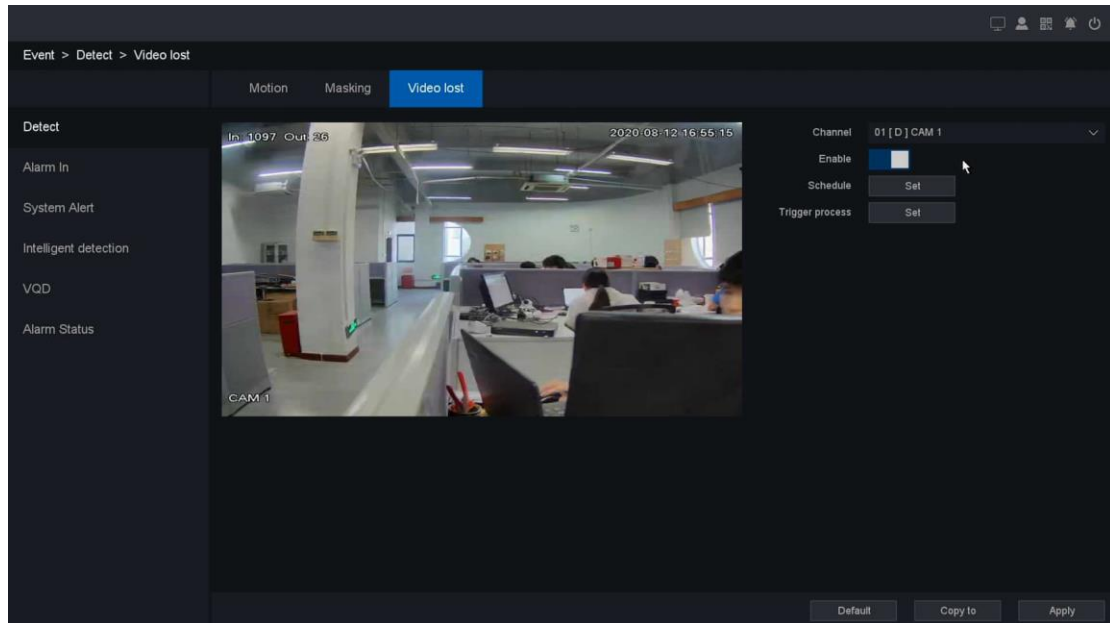 Event > Detect > Video lost
Motion Masking Video lost
Detect
Alarm In
System Alert
Intelligent detection
VQD
Alarm Status
In: 1097 Out: 26
2020-08-12 16:55:15
CAM 1
Channel 01 [ D ] CAM 1
Enable
Schedule Set
Trigger process Set
Default Copy to Apply